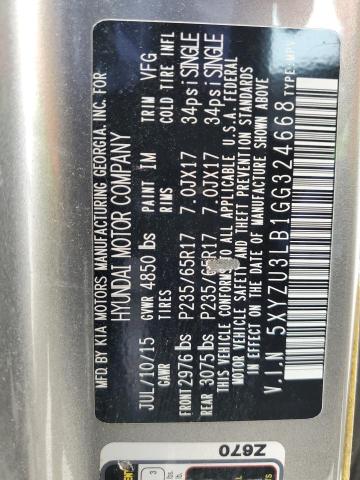 MFD. BY KIA MOTORS MANUFACTURING GEORGIA, INC. FOR
HYUNDAI MOTOR COMPANY
JUL/10/15 GVWR 4850 lbs PAINT IM TRIM VFG
GAWR TIRES RIMS COLD TIRE INFL
FRONT 2976 lbs P235/65R17 7.0JX17 34psi SINGLE
REAR 3075 lbs P235/65R17 7.0JX17 34psi SINGLE
THIS VEHICLE CONFORMS TO ALL APPLICABLE U.S.A. FEDERAL
MOTOR VEHICLE SAFETY AND THEFT PREVENTION STANDARDS
IN EFFECT ON THE DATE OF MANUFACTURE SHOWN ABOVE.
V.I.N 5XYZU3LB1GG324668 TYPE: MPV
Z670